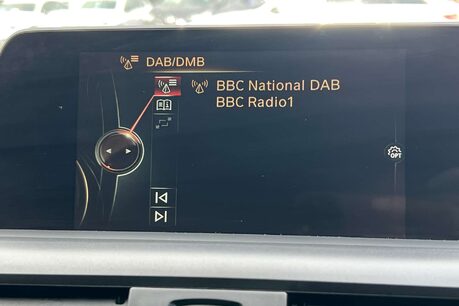 DAB/DMB
BBC National DAB
BBC Radio1
OPT